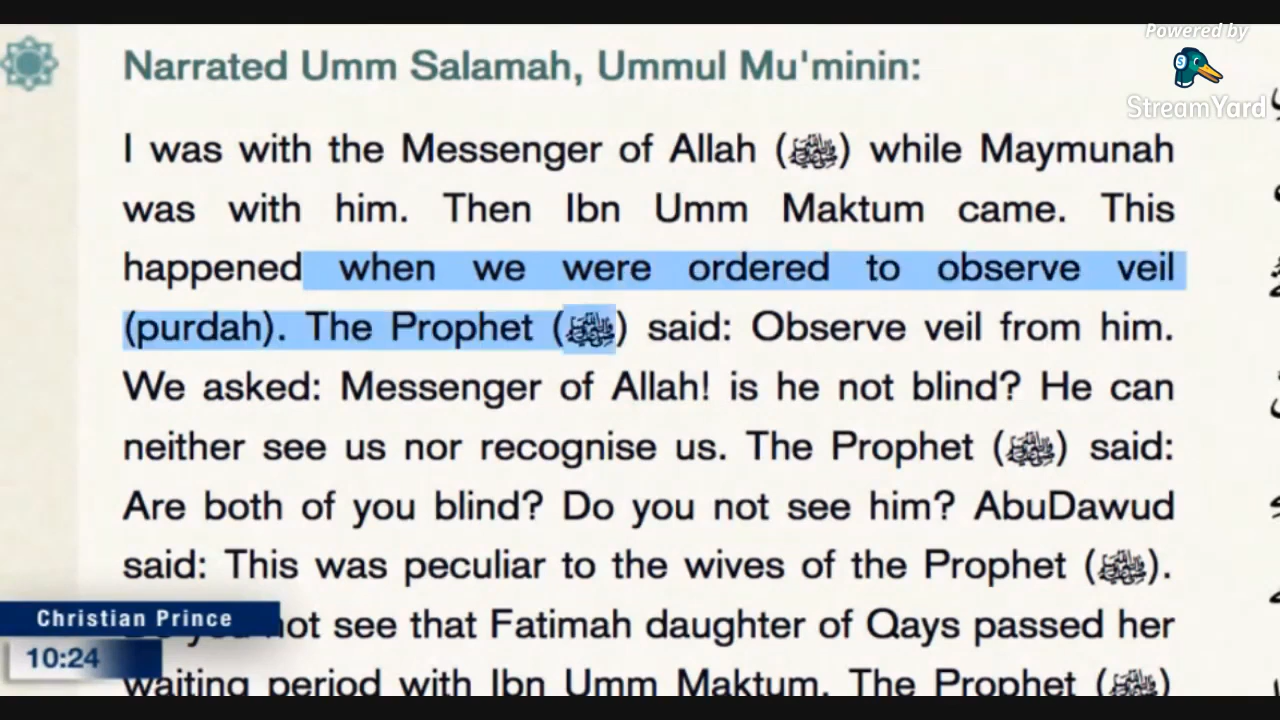 Powered by
StreamYard
Narrated Umm Salamah, Ummul Mu'minin:
I was with the Messenger of Allah (ﷺ) while Maymunah
was with him. Then Ibn Umm Maktum came. This
happened when we were ordered to observe veil
(purdah). The Prophet (ﷺ) said: Observe veil from him.
We asked: Messenger of Allah! is he not blind? He can
neither see us nor recognise us. The Prophet (ﷺ) said:
Are both of you blind? Do you not see him? AbuDawud
said: This was peculiar to the wives of the Prophet (ﷺ).
not see that Fatimah daughter of Qays passed her
waiting period with Ibn Umm Maktum. The Prophet (ﷺ)
Christian Prince
10:24